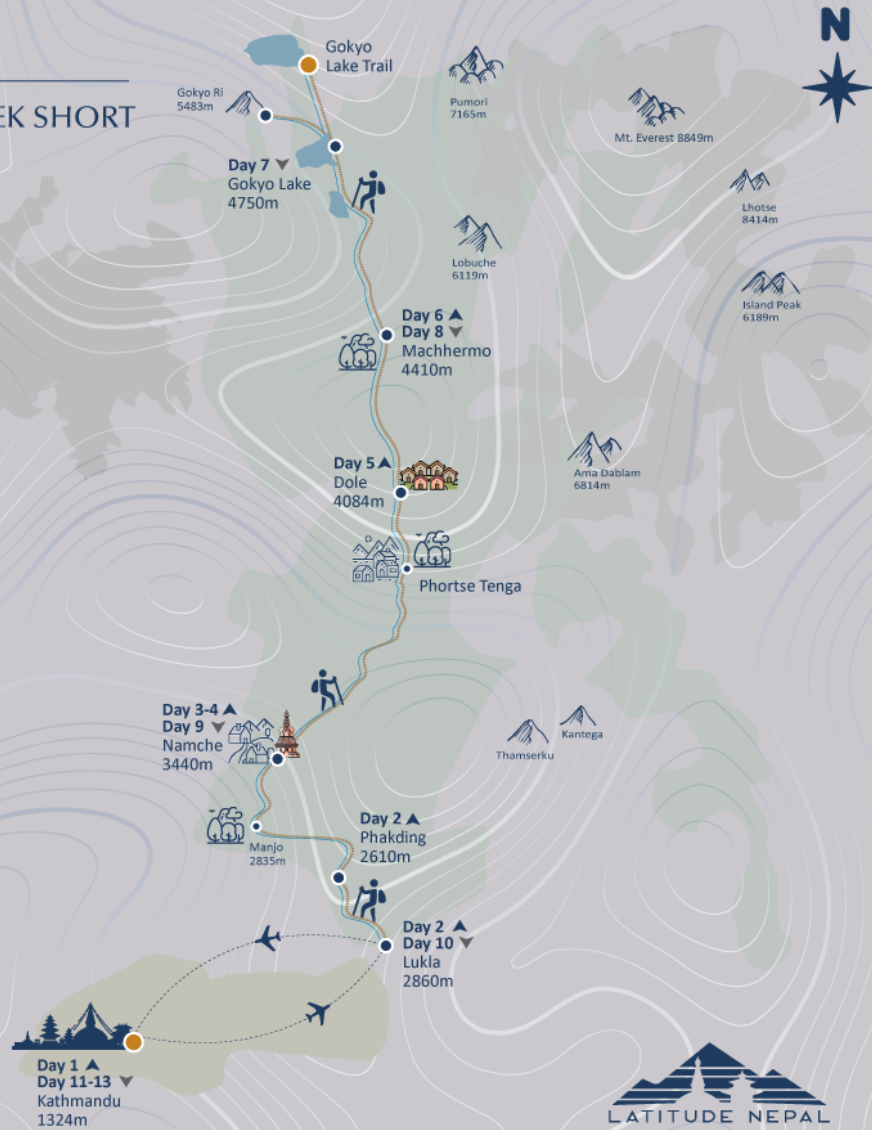 N
Gokyo
Lake Trail
EK SHORT
Gokyo Ri
5483m
Pumori
7165m
Mt. Everest 8849m
Day 7
Gokyo Lake
4750m
Lhotse
8414m
Lobuche
6119m
Island Peak
6189m
Day 6
Day 8
Machhermo
4410m
Day 5
Dole
4084m
Ama Dablam
6814m
Phortse Tenga
Day 3-4
Day 9
Namche
3440m
Kantega
Thamserku
Day 2
Phakding
2610m
Manjo
2835m
Day 2
Day 10
Lukla
2860m
Day 1
Day 11-13
Kathmandu
1324m
LATITUDE NEPAL